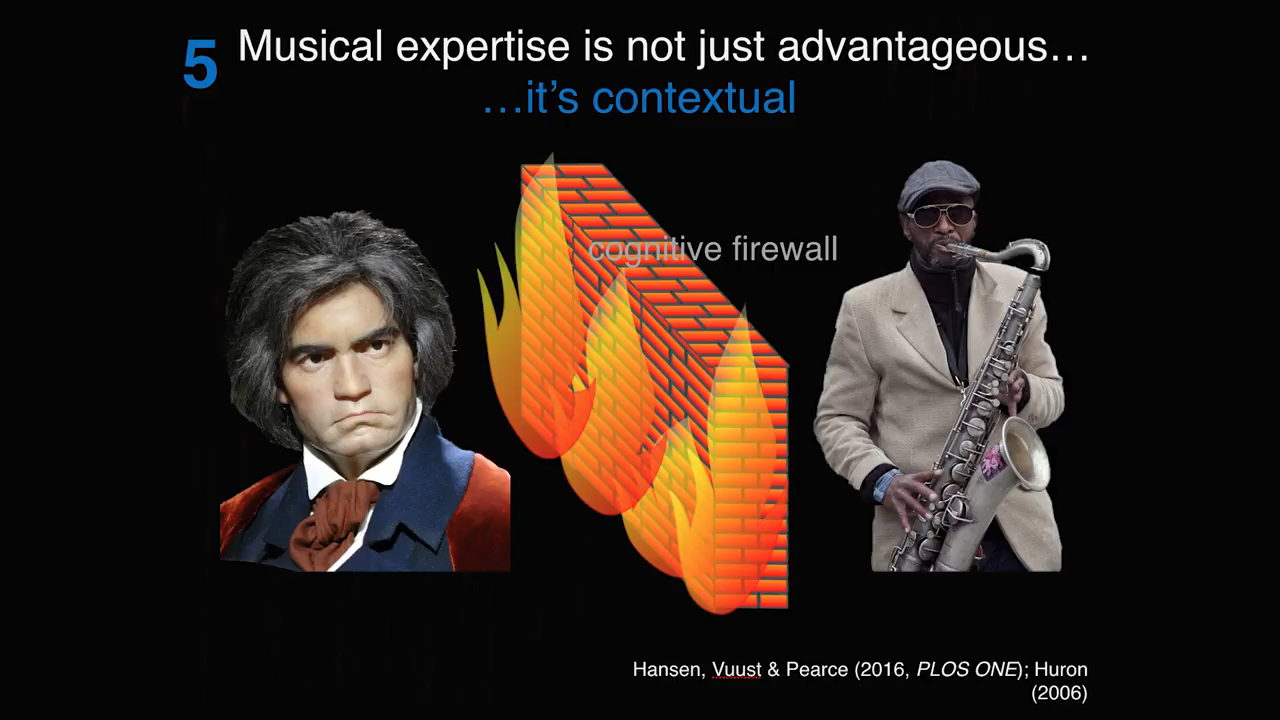 5
Musical expertise is not just advantageous…
…it’s contextual
cognitive firewall
Hansen, Vuust & Pearce (2016, PLOS ONE); Huron
(2006)